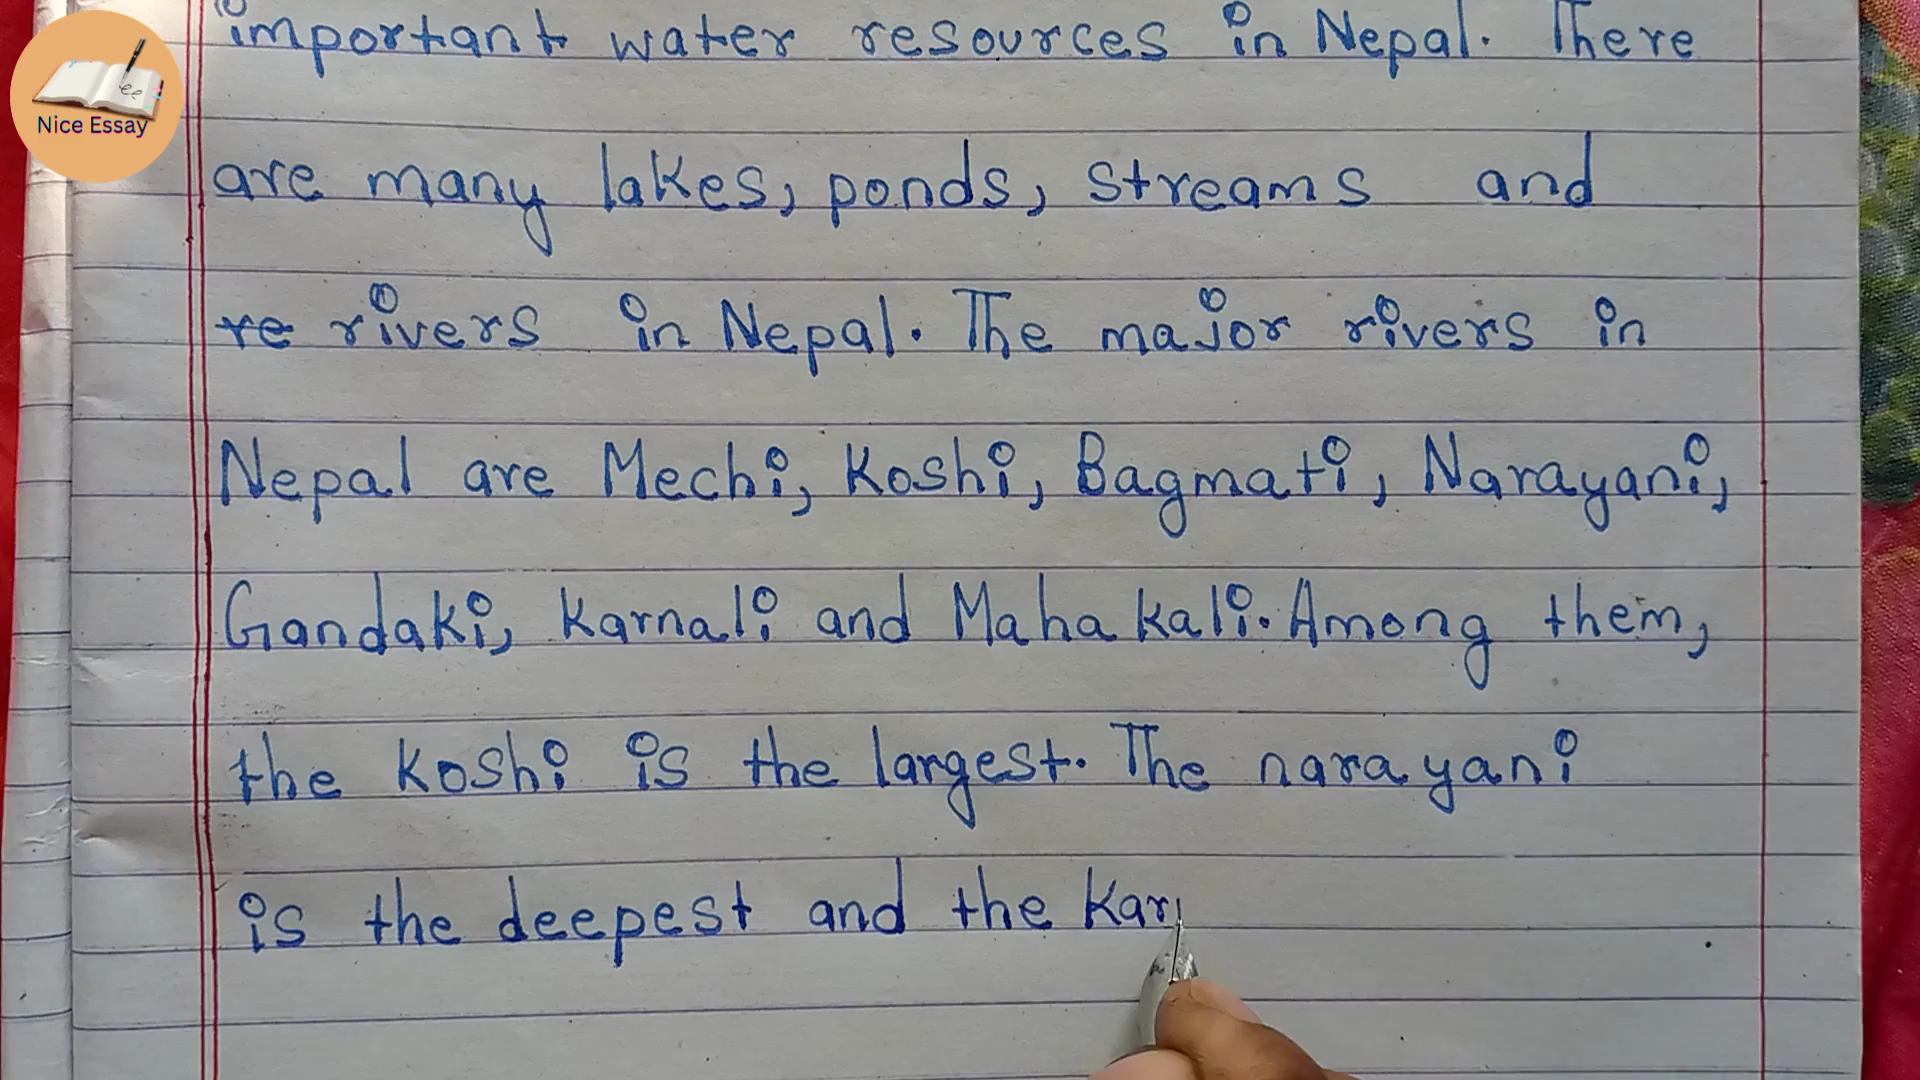 important water resources in Nepal. There
Nice Essay
are many lakes, ponds, streams and
re rivers in Nepal. The major rivers in
Nepal are Mechi, Koshi, Bagmati, Narayani,
Gandaki, Karnali and Mahakali. Among them,
the Koshi is the largest. The narayani
is the deepest and the Kar